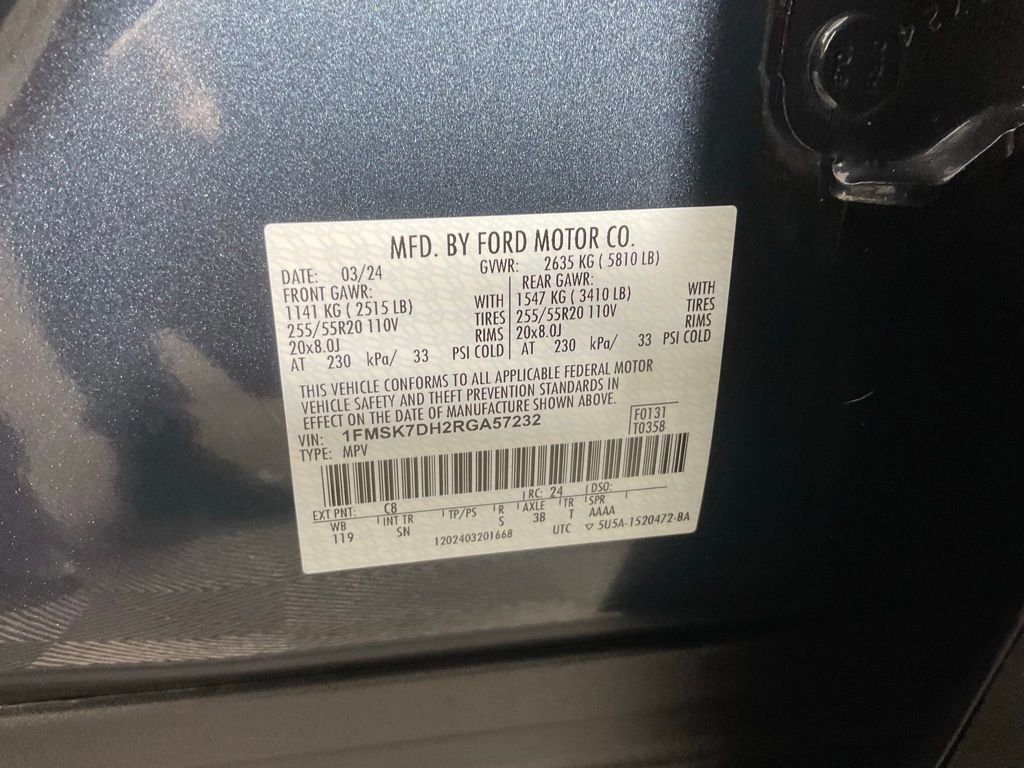 MFD. BY FORD MOTOR CO.
DATE: 03/24 GVWR: 2635 KG ( 5810 LB)
FRONT GAWR: REAR GAWR:
1141 KG ( 2515 LB) WITH 1547 KG ( 3410 LB) WITH
255/55R20 110V TIRES 255/55R20 110V TIRES
20x8.0J RIMS 20x8.0J RIMS
AT 230 kPa/ 33 PSI COLD AT 230 kPa/ 33 PSI COLD
THIS VEHICLE CONFORMS TO ALL APPLICABLE FEDERAL MOTOR
VEHICLE SAFETY AND THEFT PREVENTION STANDARDS IN
EFFECT ON THE DATE OF MANUFACTURE SHOWN ABOVE.
VIN: 1FMSK7DH2RGA57232 F0131
TYPE: MPV T0358
EXT PNT: C8 RC: 24 DSO:
WB INT TR TP/PS R AXLE TR SPR
119 SN S 3B T AAAA
1202403201668 UTC ▽ 5U5A-1520472-BA